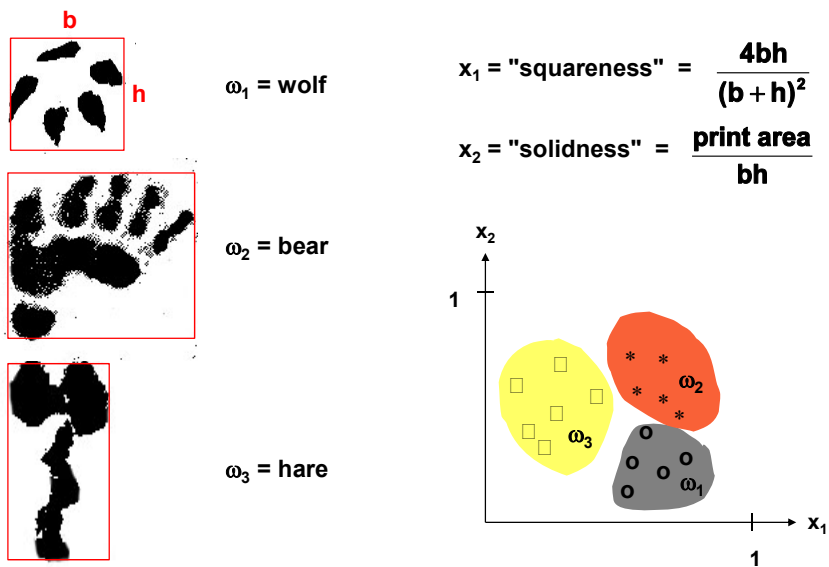 b
h
ω₁ = wolf
ω₂ = bear
ω₃ = hare
x₁ = "squareness" = 4bh / (b + h)²
x₂ = "solidness" = print area / bh
x₂
1
ω₂
ω₃
ω₁
x₁
1